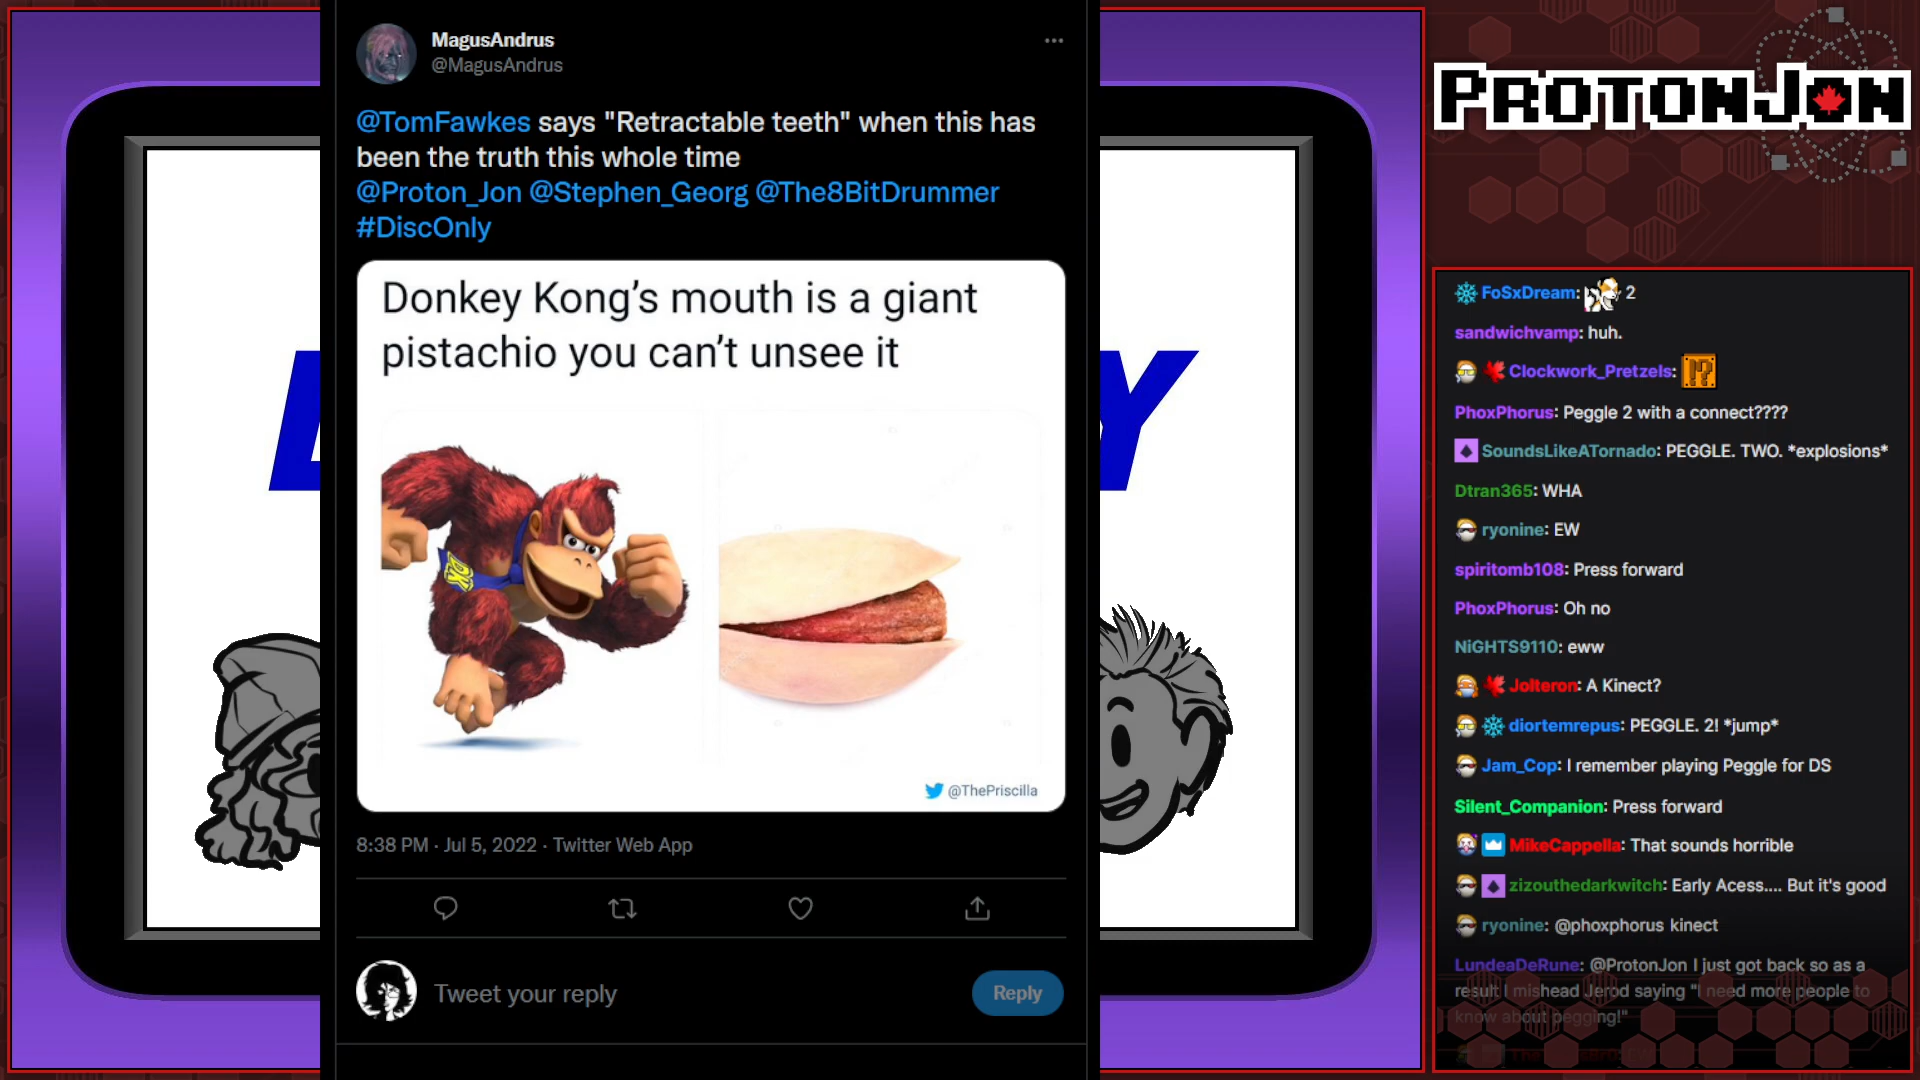 MagusAndrus
@MagusAndrus
@TomFawkes says "Retractable teeth" when this has
been the truth this whole time
@Proton_Jon @Stephen_Georg @The8BitDrummer
#DiscOnly
Donkey Kong's mouth is a giant
pistachio you can't unsee it
DK
@ThePriscilla
8:38 PM · Jul 5, 2022 · Twitter Web App
Tweet your reply
Reply
Y
PROTONJON
FoSxDream: 2
sandwichvamp: huh.
Clockwork_Pretzels: !?
PhoxPhorus: Peggle 2 with a connect????
SoundsLikeATornado: PEGGLE. TWO. *explosions*
Dtran365: WHA
ryonine: EW
spiritomb108: Press forward
PhoxPhorus: Oh no
NiGHTS9110: eww
Jolteron: A Kinect?
diortemrepus: PEGGLE. 2! *jump*
Jam_Cop: I remember playing Peggle for DS
Silent_Companion: Press forward
MikeCappella: That sounds horrible
zizouthedarkwitch: Early Acess.... But it's good
ryonine: @phoxphorus kinect
LundeaDeRune: @ProtonJon I just got back so as a
result I mishead Jerod saying "I need more people to
know about pegging!"